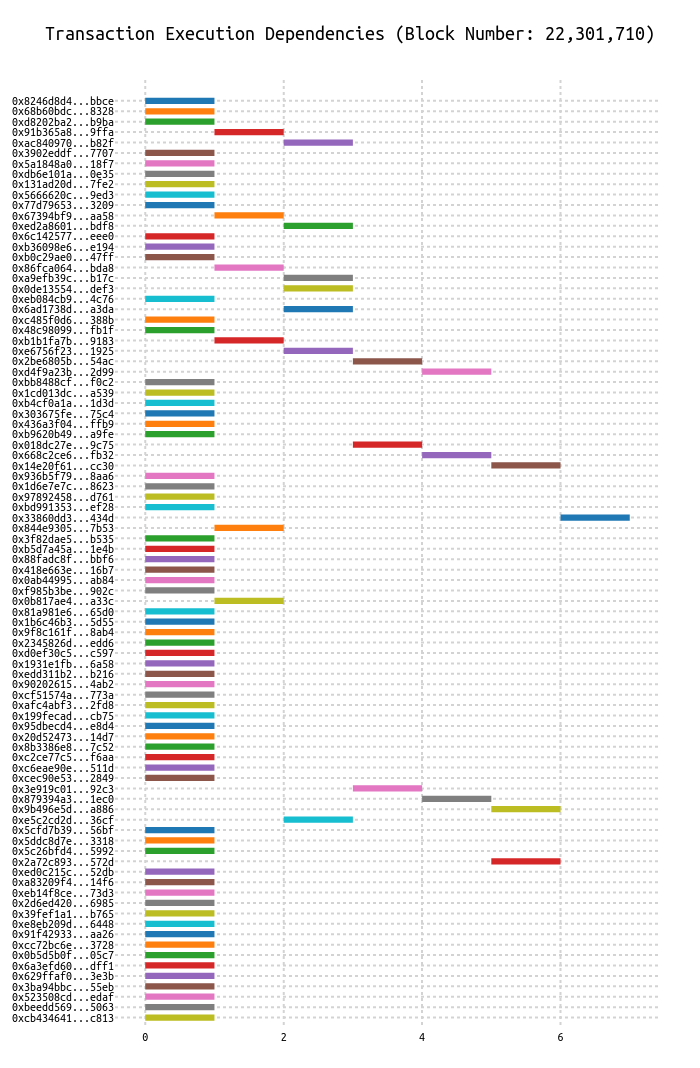 Transaction Execution Dependencies (Block Number: 22,301,710)
0x8246d8d4...bbce
0x68b60bdc...8328
0xd8202ba2...b9ba
0x91b365a8...9ffa
0xac840970...b82f
0x3902eddf...7707
0x5a1848a0...18f7
0xdb6e101a...0e35
0x131ad20d...7fe2
0x5666620c...9ed3
0x77d79653...3209
0x67394bf9...aa58
0xed2a8601...bdf8
0x6c142577...eee0
0xb36098e6...e194
0xb0c29ae0...47ff
0x86fca064...bda8
0xa9efb39c...b17c
0x0de13554...def3
0xeb084cb9...4c76
0x6ad1738d...a3da
0xc485f0d6...388b
0x48c98099...fb1f
0xb1b1fa7b...9183
0xe6756f23...1925
0x2be6805b...54ac
0xd4f9a23b...2d99
0xbb8488cf...f0c2
0x1cd013dc...a539
0xb4cf0a1a...1d3d
0x303675fe...75c4
0x436a3f04...ffb9
0xb9620b49...a9fe
0x018dc27e...9c75
0x668c2ce6...fb32
0x14e20f61...cc30
0x936b5f79...8aa6
0x1d6e7e7c...8623
0x97892458...d761
0xbd991353...ef28
0x33860dd3...434d
0x844e9305...7b53
0x3f82dae5...b535
0xb5d7a45a...1e4b
0x88fadc8f...bbf6
0x418e663e...16b7
0x0ab44995...ab84
0xf985b3be...902c
0x0b817ae4...a33c
0x81a981e6...65d0
0x1b6c46b3...5d55
0x9f8c161f...8ab4
0x2345826d...edd6
0xd0ef30c5...c597
0x1931e1fb...6a58
0xedd311b2...b216
0x90202615...4ab2
0xcf51574a...773a
0xafc4abf3...2fd8
0x199fecad...cb75
0x95dbecd4...e8d4
0x20d52473...14d7
0x8b3386e8...7c52
0xc2ce77c5...f6aa
0xc6eae90e...511d
0xcec90e53...2849
0x3e919c01...92c3
0x879394a3...1ec0
0x9b496e5d...a886
0xe5c2cd2d...36cf
0x5cfd7b39...56bf
0x5ddc8d7e...3318
0x5c26bfd4...5992
0x2a72c893...572d
0xed0c215c...52db
0xa83209f4...14f6
0xeb14f8ce...73d3
0x2d6ed420...6985
0x39fef1a1...b765
0xe8eb209d...6448
0x91f42933...aa26
0xcc72bc6e...3728
0x0b5d5b0f...05c7
0x6a3efd60...dff1
0x629ffaf0...3e3b
0x3ba94bbc...55eb
0x523508cd...edaf
0xbeedd569...5063
0xcb434641...c813
0 2 4 6